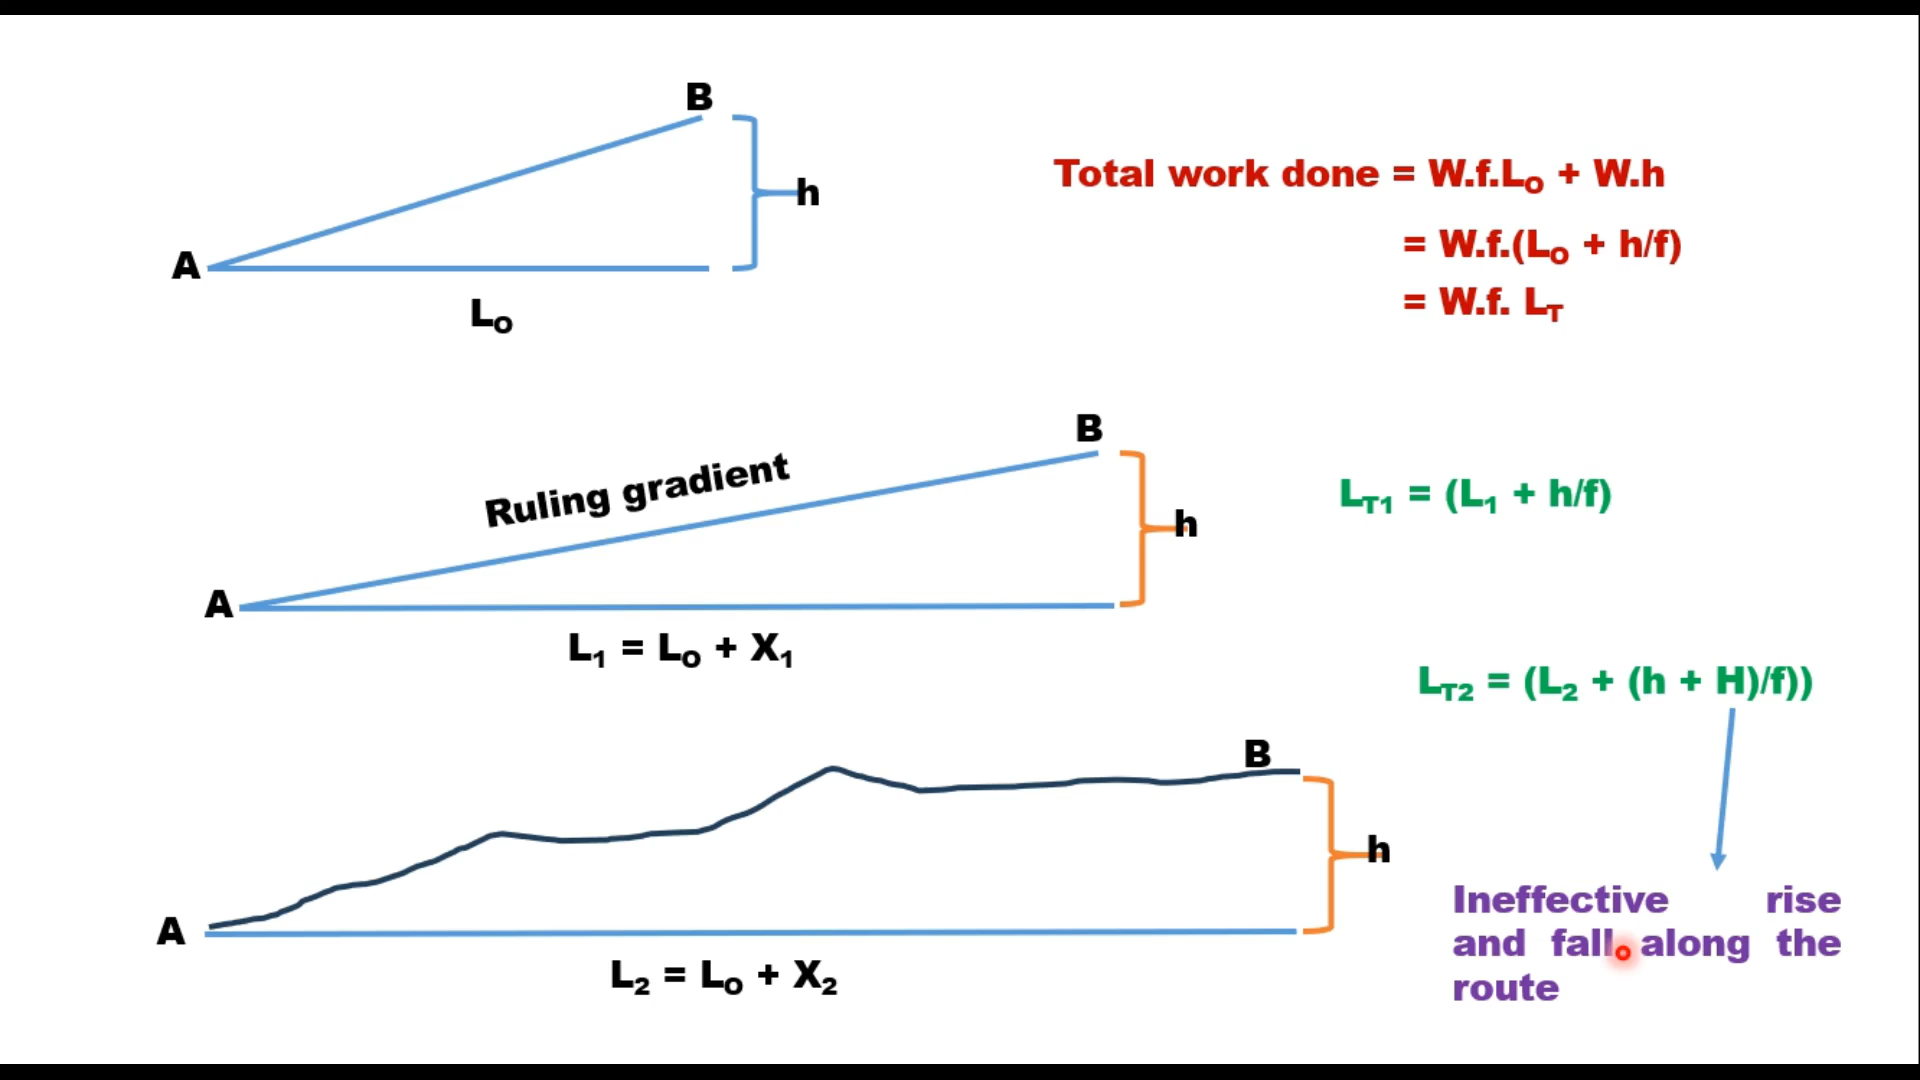 B
h
A
Lo
Total work done = W.f.Lo + W.h
= W.f.(Lo + h/f)
= W.f. LT
B
Ruling gradient
h
A
L1 = Lo + X1
LT1 = (L1 + h/f)
LT2 = (L2 + (h + H)/f))
B
h
A
L2 = Lo + X2
Ineffective rise
and fall along the
route